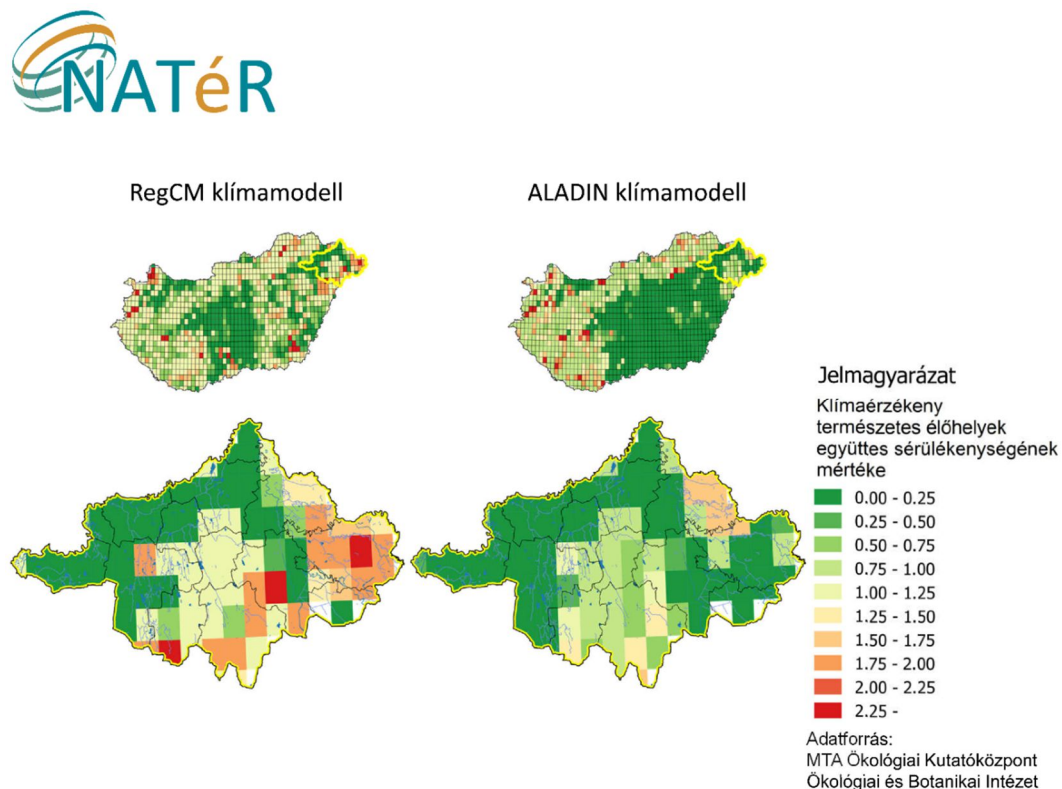 NATéR
RegCM klímamodell
ALADIN klímamodell
Jelmagyarázat
Klímaérzékeny
természetes élőhelyek
együttes sérülékenységének
mértéke
0.00 - 0.25
0.25 - 0.50
0.50 - 0.75
0.75 - 1.00
1.00 - 1.25
1.25 - 1.50
1.50 - 1.75
1.75 - 2.00
2.00 - 2.25
2.25 -
Adatforrás:
MTA Ökológiai Kutatóközpont
Ökológiai és Botanikai Intézet